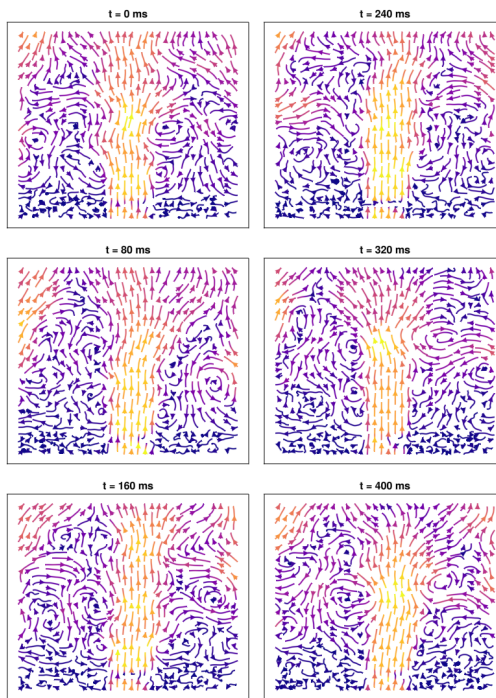 t = 0 ms
t = 240 ms
t = 80 ms
t = 320 ms
t = 160 ms
t = 400 ms